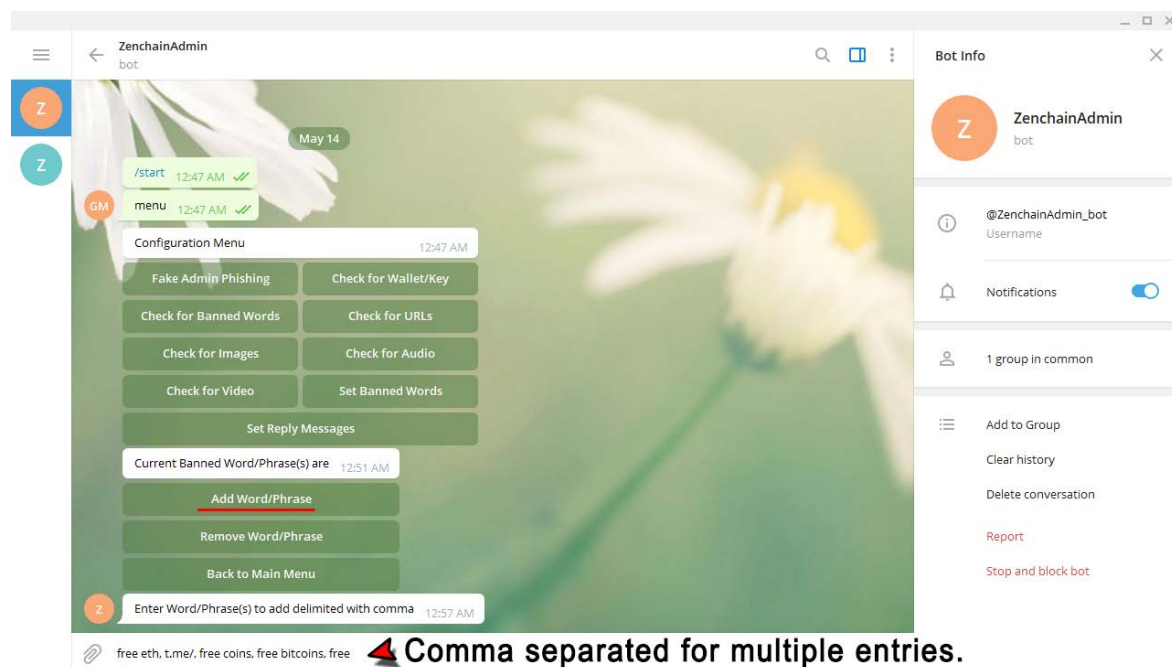 ZenchainAdmin
bot
Bot Info
Z
Z
Z
ZenchainAdmin
bot
May 14
/start 12:47 AM
GM
menu 12:47 AM
Configuration Menu 12:47 AM
Fake Admin Phishing Check for Wallet/Key
Check for Banned Words Check for URLs
Check for Images Check for Audio
Check for Video Set Banned Words
Set Reply Messages
Current Banned Word/Phrase(s) are 12:51 AM
Add Word/Phrase
Remove Word/Phrase
Back to Main Menu
Z
Enter Word/Phrase(s) to add delimited with comma 12:57 AM
free eth, t.me/, free coins, free bitcoins, free
Comma separated for multiple entries.
@ZenchainAdmin_bot
Username
Notifications
1 group in common
Add to Group
Clear history
Delete conversation
Report
Stop and block bot